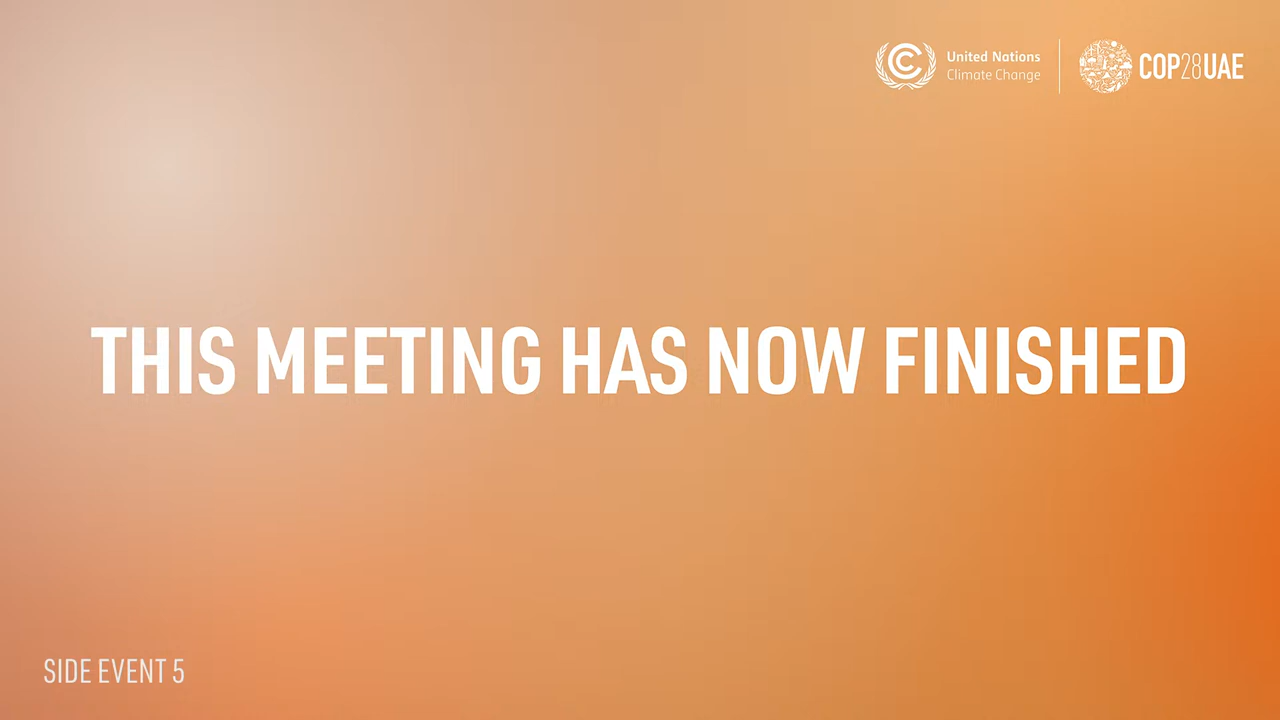 United Nations
Climate Change
COP28UAE
THIS MEETING HAS NOW FINISHED
SIDE EVENT 5